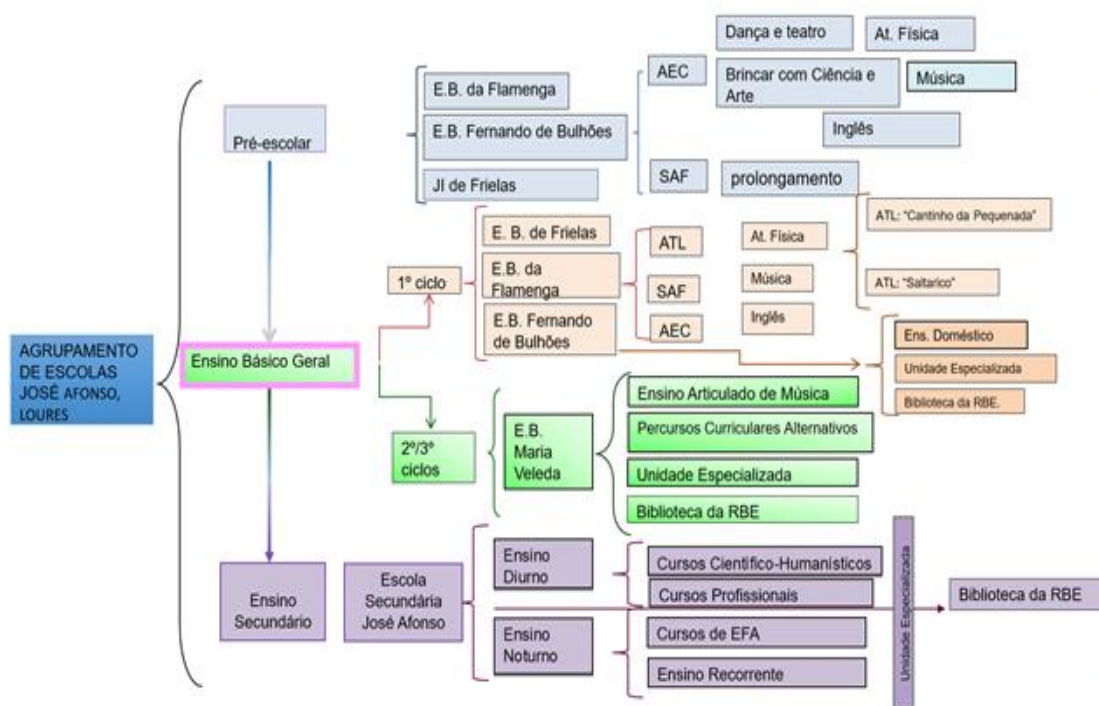 AGRUPAMENTO
DE ESCOLAS
JOSÉ AFONSO,
LOURES
Pré-escolar
Ensino Básico Geral
Ensino
Secundário
E.B. da Flamenga
E.B. Fernando de Bulhões
JI de Frielas
AEC
SAF
Dança e teatro
At. Física
Brincar com Ciência e
Arte
Música
Inglês
prolongamento
1º ciclo
E. B. de Frielas
E.B. da
Flamenga
E.B. Fernando
de Bulhões
ATL
SAF
AEC
At. Física
Música
Inglês
ATL: "Cantinho da Pequenada"
ATL: "Saltarico"
Ens. Doméstico
Unidade Especializada
Biblioteca da RBE.
2º/3º
ciclos
E.B.
Maria
Veleda
Ensino Articulado de Música
Percursos Curriculares Alternativos
Unidade Especializada
Biblioteca da RBE
Escola
Secundária
José Afonso
Ensino
Diurno
Cursos Científico-Humanísticos
Cursos Profissionais
Ensino
Noturno
Cursos de EFA
Ensino Recorrente
Unidade Especializada
Biblioteca da RBE